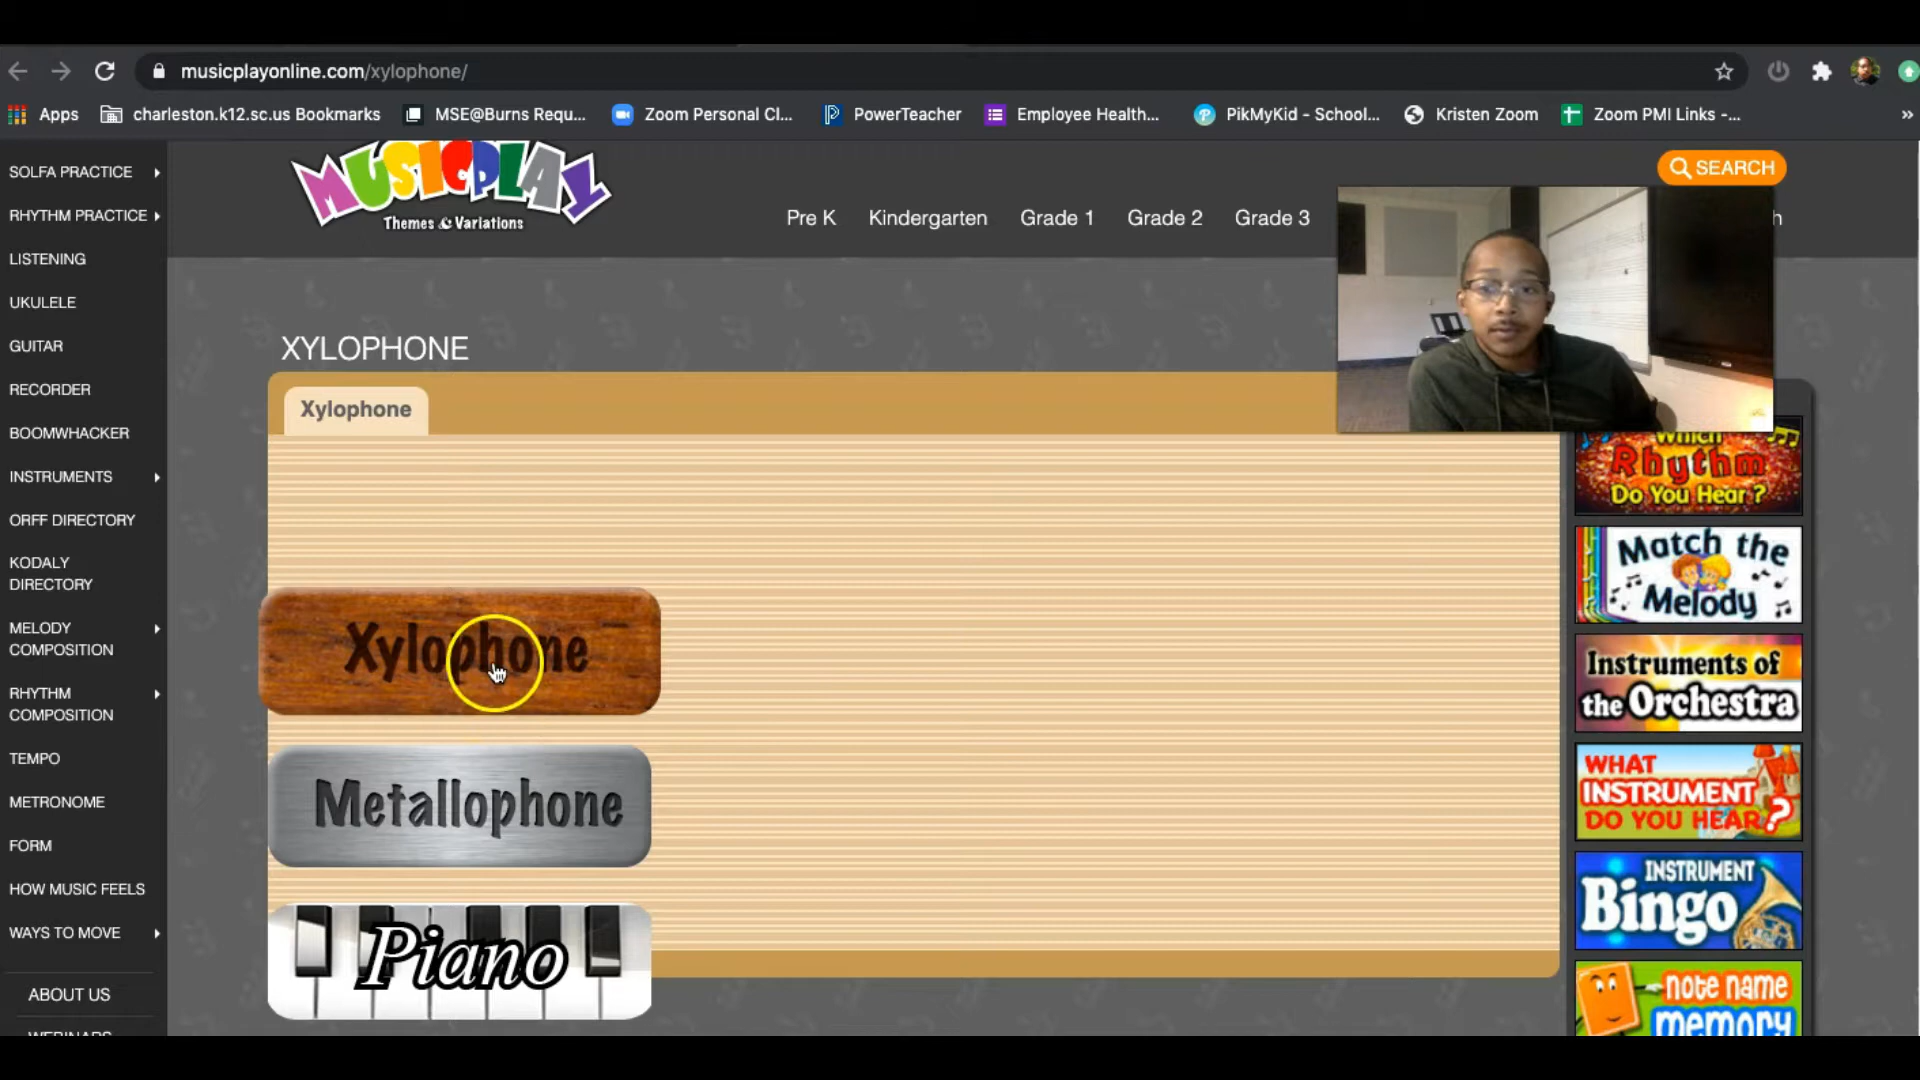 musicplayonline.com/xylophone/
Apps
charleston.k12.sc.us Bookmarks
MSE@Burns Requ...
Zoom Personal Cl...
PowerTeacher
Employee Health...
PikMyKid - School...
Kristen Zoom
Zoom PMI Links -...
»
SOLFA PRACTICE
RHYTHM PRACTICE
LISTENING
UKULELE
GUITAR
RECORDER
BOOMWHACKER
INSTRUMENTS
ORFF DIRECTORY
KODALY
DIRECTORY
MELODY
COMPOSITION
RHYTHM
COMPOSITION
TEMPO
METRONOME
FORM
HOW MUSIC FEELS
WAYS TO MOVE
ABOUT US
WEBINARS
MUSICPLAY
Themes & Variations
SEARCH
Pre K
Kindergarten
Grade 1
Grade 2
Grade 3
h
XYLOPHONE
Xylophone
Xylophone
Metallophone
Piano
Which
Rhythm
Do You Hear ?
Match the
Melody
Instruments of
the Orchestra
WHAT
INSTRUMENT
DO YOU HEAR?
INSTRUMENT
Bingo
note name
memory